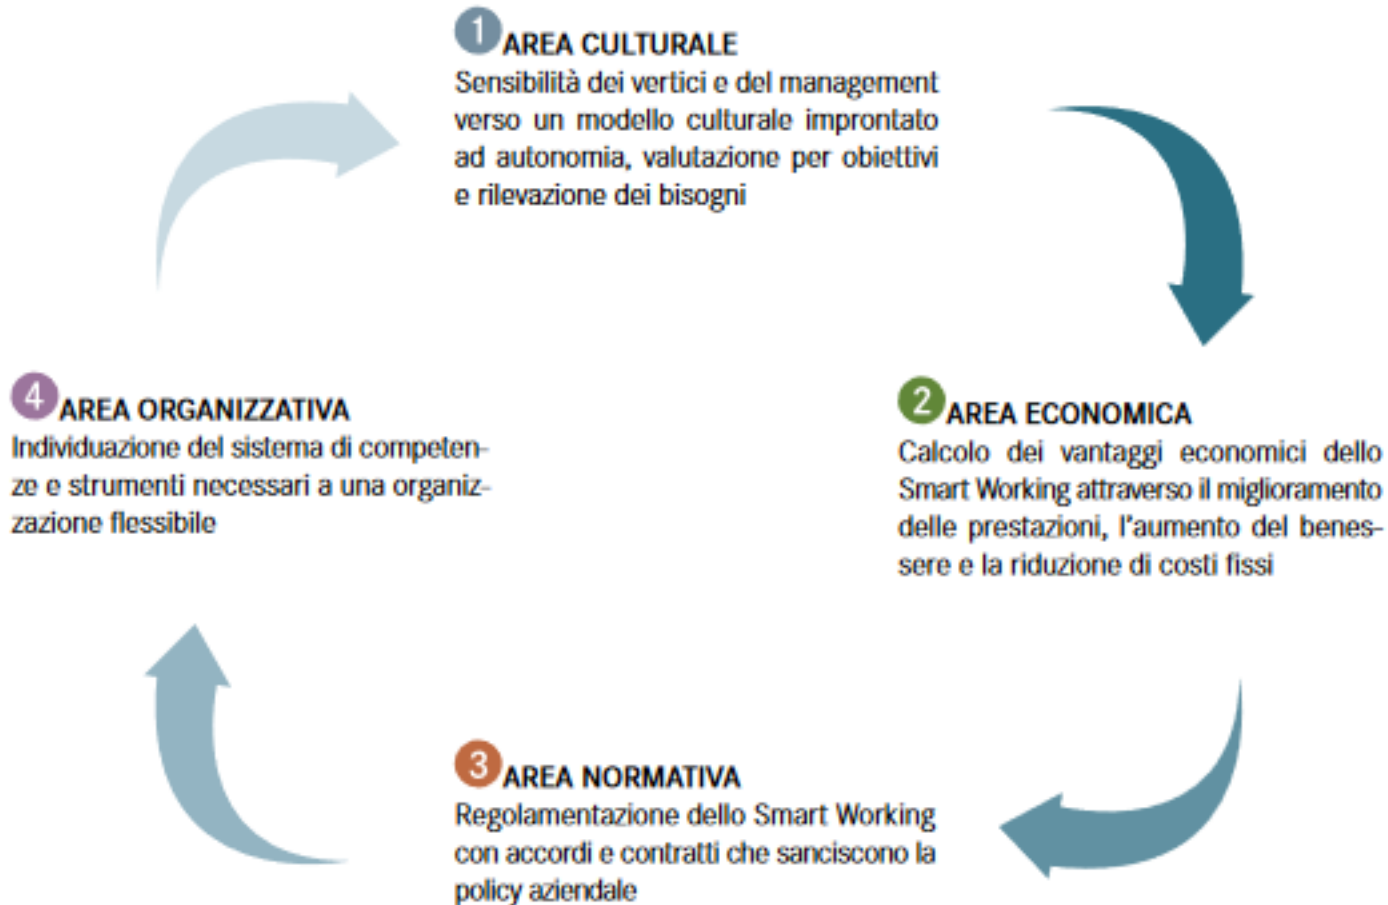 1 AREA CULTURALE
Sensibilità dei vertici e del management
verso un modello culturale improntato
ad autonomia, valutazione per obiettivi
e rilevazione dei bisogni
2 AREA ECONOMICA
Calcolo dei vantaggi economici dello
Smart Working attraverso il miglioramento
delle prestazioni, l'aumento del benes-
sere e la riduzione di costi fissi
3 AREA NORMATIVA
Regolamentazione dello Smart Working
con accordi e contratti che sanciscono la
policy aziendale
4 AREA ORGANIZZATIVA
Individuazione del sistema di competen-
ze e strumenti necessari a una organiz-
zazione flessibile